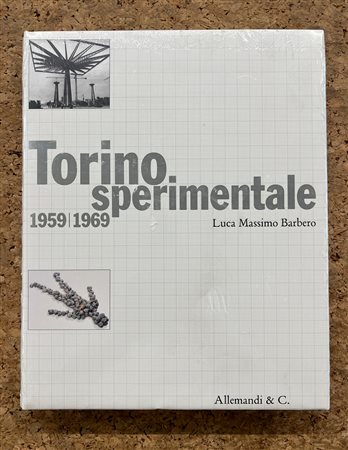 Torino
sperimentale
1959|1969
Luca Massimo Barbero
Allemandi & C.